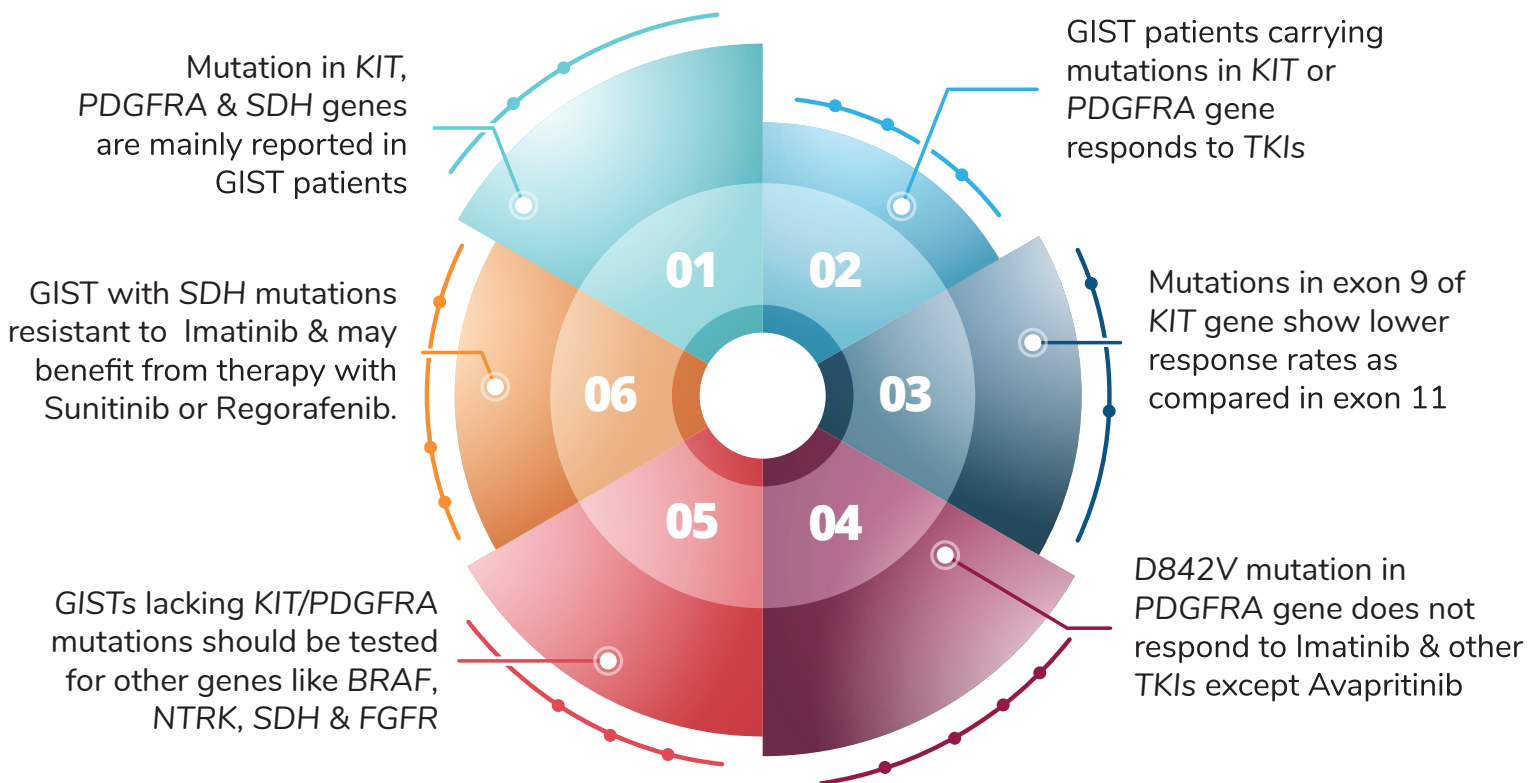 Mutation in KIT,
PDGFRA & SDH genes
are mainly reported in
GIST patients
01
GIST patients carrying
mutations in KIT or
PDGFRA gene
responds to TKIs
02
Mutations in exon 9 of
KIT gene show lower
response rates as
compared in exon 11
03
D842V mutation in
PDGFRA gene does not
respond to Imatinib & other
TKIs except Avapritinib
04
GISTs lacking KIT/PDGFRA
mutations should be tested
for other genes like BRAF,
NTRK, SDH & FGFR
05
GIST with SDH mutations
resistant to  Imatinib & may
benefit from therapy with
Sunitinib or Regorafenib.
06